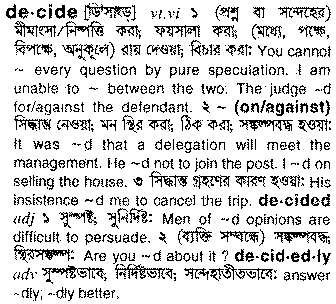 de·cide [ডিˈসাইড্] vt,vi ১ (প্রশ্ন বা সন্দেহের)
মীমাংসা/নিষ্পত্তি করা; ফয়সালা করা; (মধ্যে, পক্ষে,
বিপক্ষে, অনুকূলে) রায় দেওয়া; বিচার করা: You cannot
~ every question by pure speculation. I am
unable to ~ between the two. The judge ~d
for/against the defendant. ২ ~ (on/against)
সিদ্ধান্ত নেওয়া; মন স্থির করা; ঠিক করা; সঙ্কল্পবদ্ধ হওয়া:
It was ~d that a delegation will meet the
management. He ~d not to join the post. I ~d on
selling the house. ৩ সিদ্ধান্ত গ্রহণের কারণ হওয়া: His
insistence ~d me to cancel the trip. de·cided
adj ১ সুস্পষ্ট; সুনির্দিষ্ট: Men of ~d opinions are
difficult to persuade. ২ (ব্যক্তি সম্বন্ধে) সঙ্কল্পবদ্ধ;
স্থিরসঙ্কল্প: Are you ~d about it ? de·cid·ed·ly
adv সুস্পষ্টভাবে; নির্দিষ্টভাবে; সন্দেহাতীতভাবে: answer
~dly; ~dly better.